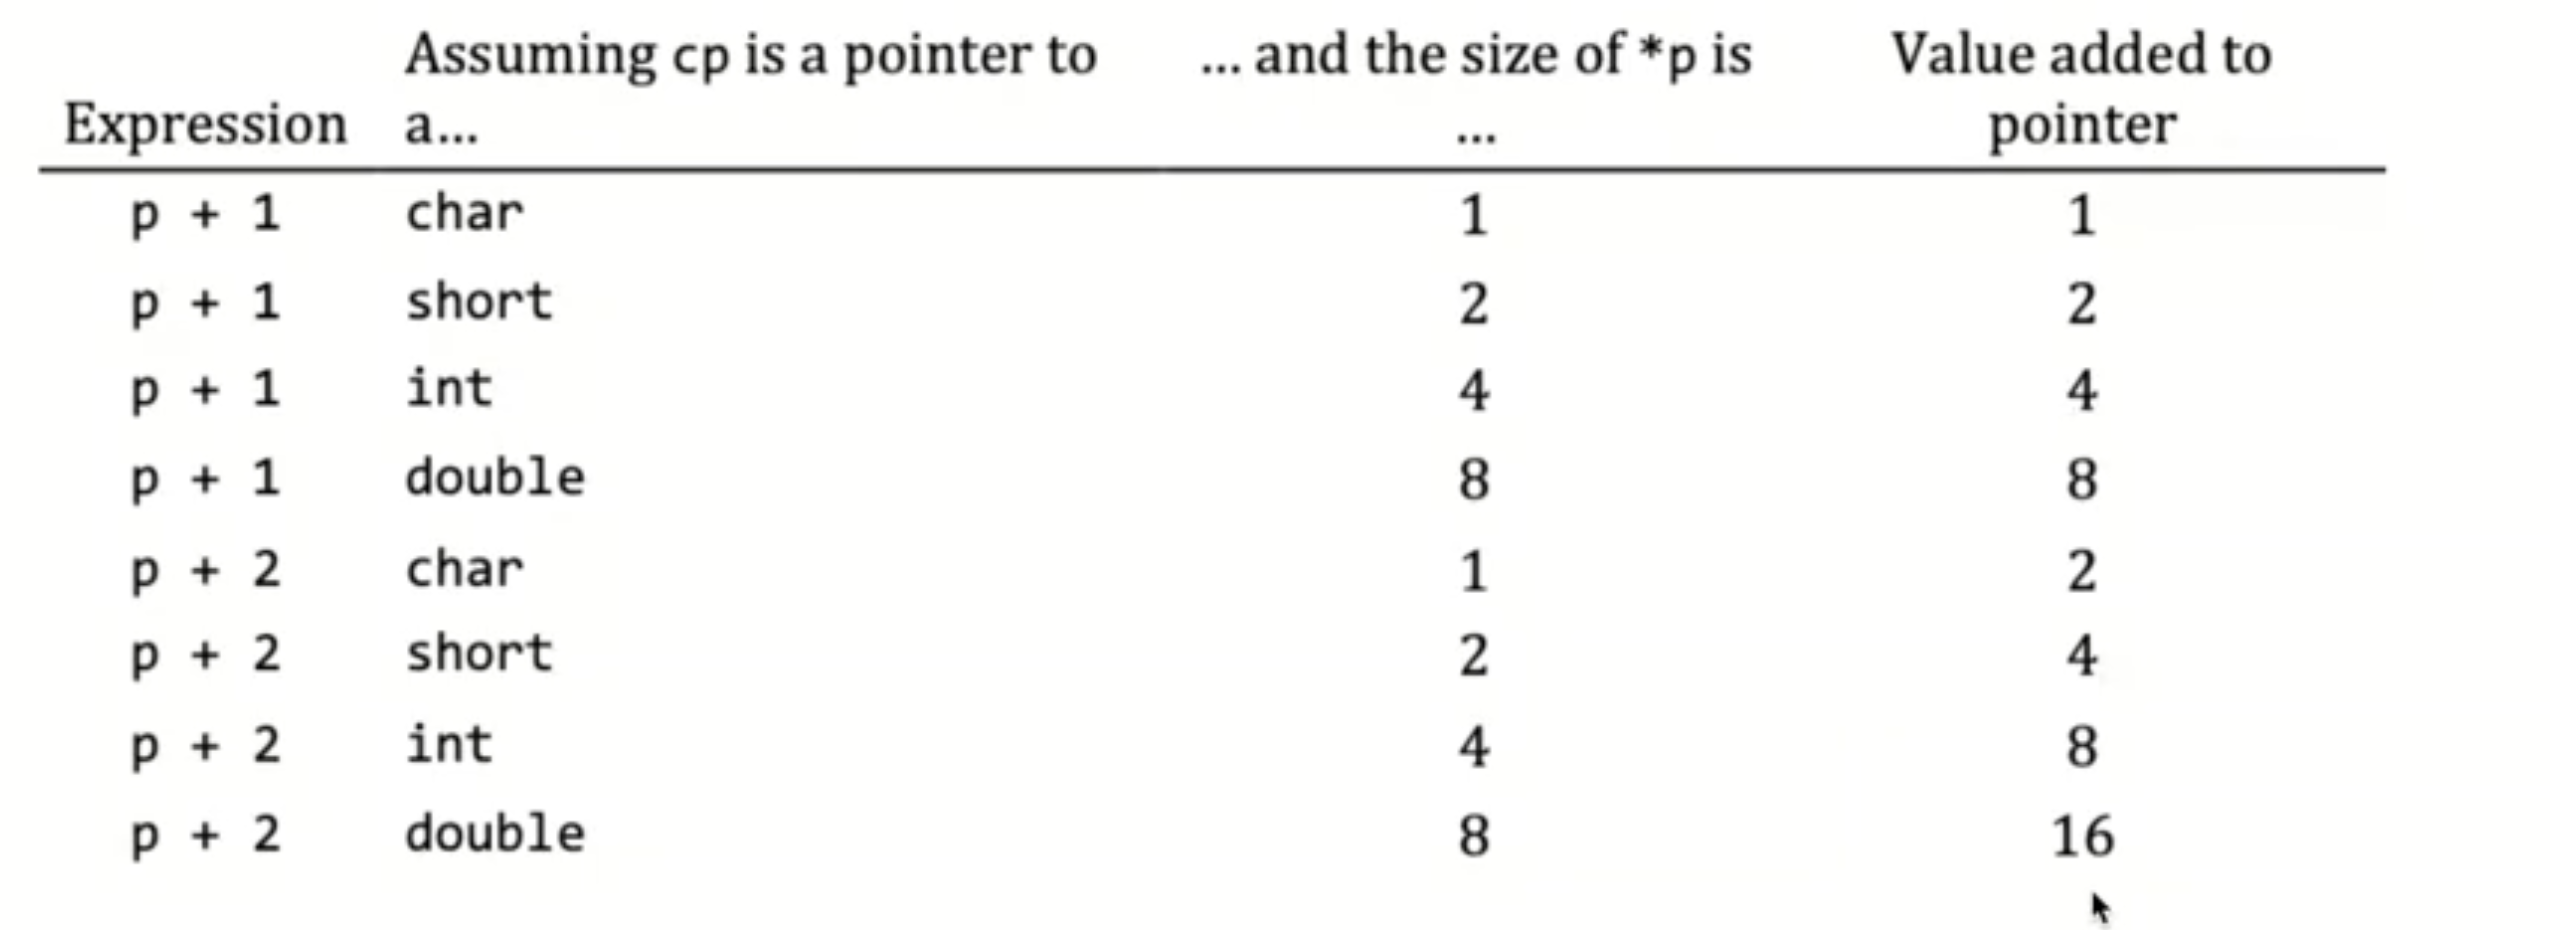 Assuming cp is a pointer to ... and the size of *p is Value added to
Expression a... ... pointer
p + 1 char 1 1
p + 1 short 2 2
p + 1 int 4 4
p + 1 double 8 8
p + 2 char 1 2
p + 2 short 2 4
p + 2 int 4 8
p + 2 double 8 16